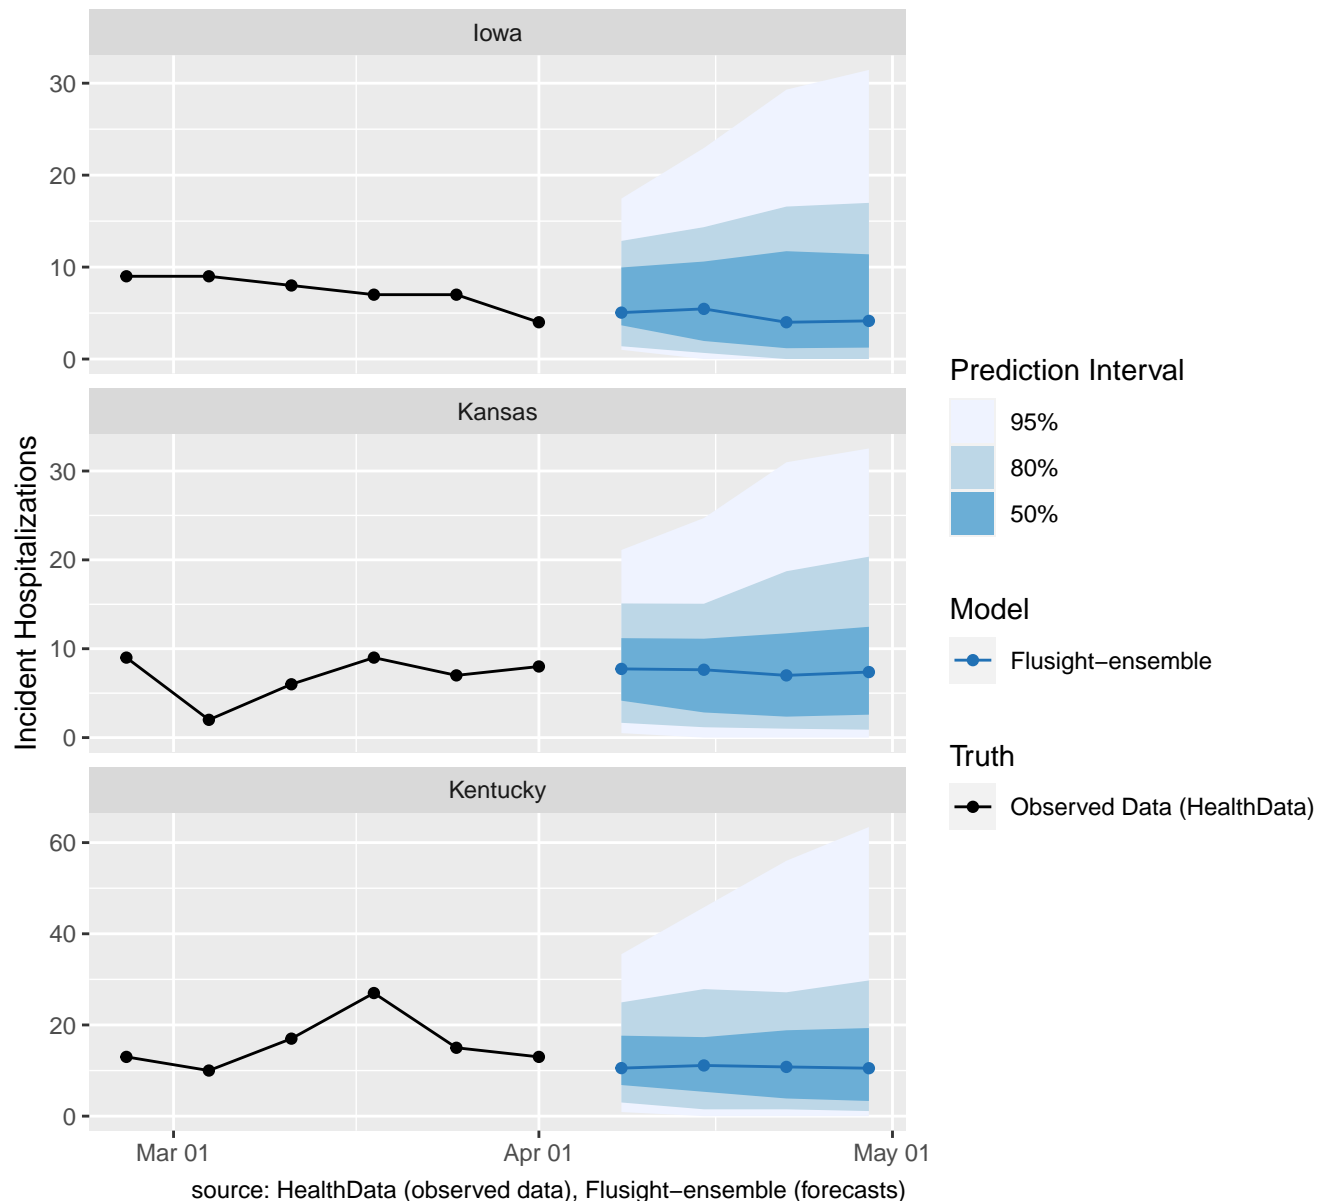 Iowa
30
20
10
0
Kansas
30
20
10
0
Kentucky
60
40
20
0
Incident Hospitalizations
Mar 01
Apr 01
May 01
source: HealthData (observed data), Flusight−ensemble (forecasts)
Prediction Interval
95%
80%
50%
Model
Flusight−ensemble
Truth
Observed Data (HealthData)